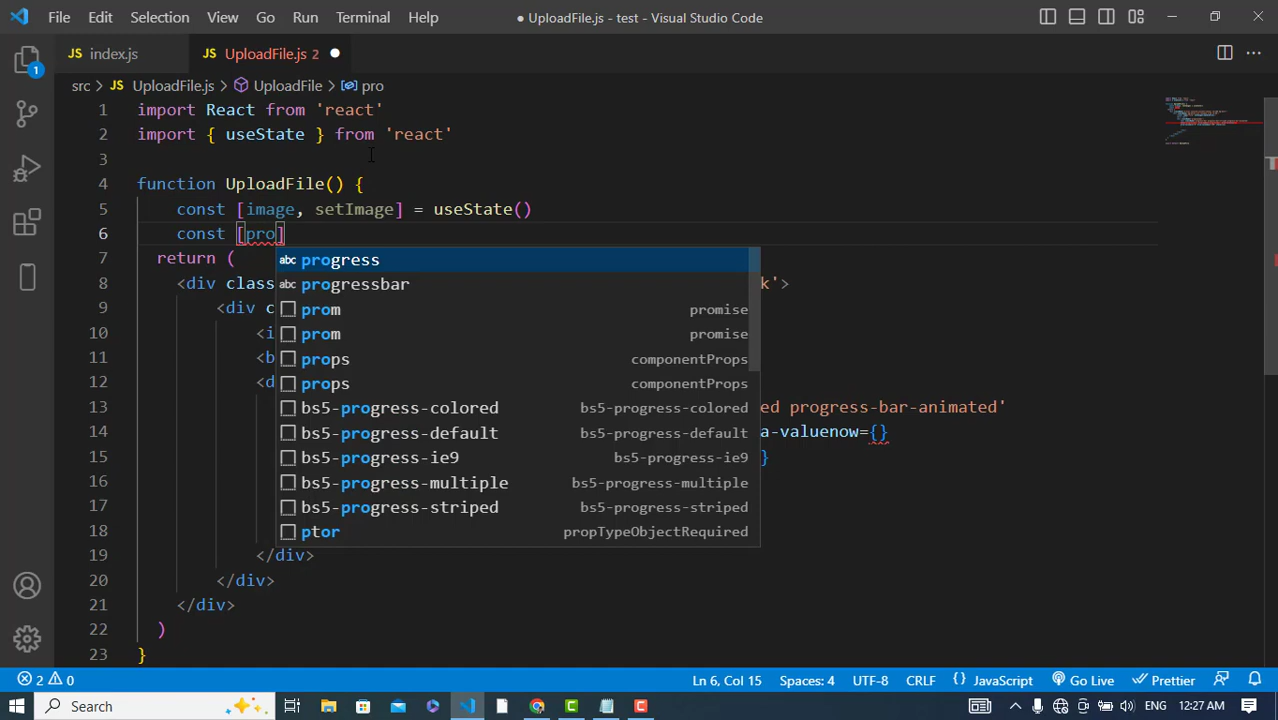 File Edit Selection View Go Run Terminal Help ● UploadFile.js - test - Visual Studio Code
JS index.js JS UploadFile.js 2 ●
src > JS UploadFile.js > UploadFile > pro
1 import React from 'react'
2 import { useState } from 'react'
3
4 function UploadFile() {
5 const [image, setImage] = useState()
6 const [pro]
7 return (
8 <div class k'>
9 <div c
10 <i
11 <b
12 <d
13 ed progress-bar-animated'
14 a-valuenow={}
15 }
16
17
18
19 </div>
20 </div>
21 </div>
22 )
23 }
abc progress
abc progressbar
prom promise
prom promise
props componentProps
props componentProps
bs5-progress-colored bs5-progress-colored
bs5-progress-default bs5-progress-default
bs5-progress-ie9 bs5-progress-ie9
bs5-progress-multiple bs5-progress-multiple
bs5-progress-striped bs5-progress-striped
ptor propTypeObjectRequired
1
2 0 Ln 6, Col 15 Spaces: 4 UTF-8 CRLF {} JavaScript Go Live Prettier
Search ENG 12:27 AM